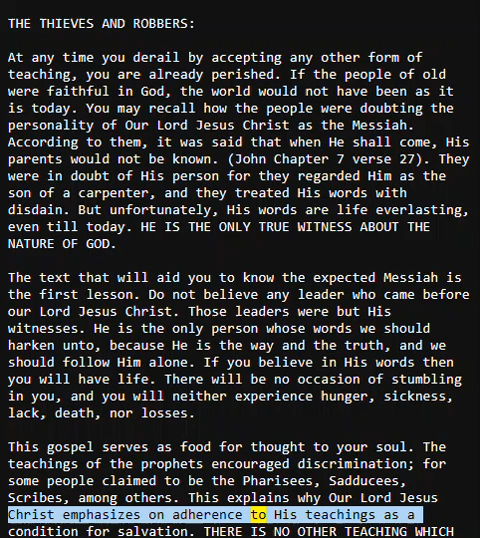 THE THIEVES AND ROBBERS:
At any time you derail by accepting any other form of
teaching, you are already perished. If the people of old
were faithful in God, the world would not have been as it
is today. You may recall how the people were doubting the
personality of Our Lord Jesus Christ as the Messiah.
According to them, it was said that when He shall come, His
parents would not be known. (John Chapter 7 verse 27). They
were in doubt of His person for they regarded Him as the
son of a carpenter, and they treated His words with
disdain. But unfortunately, His words are life everlasting,
even till today. HE IS THE ONLY TRUE WITNESS ABOUT THE
NATURE OF GOD.
The text that will aid you to know the expected Messiah is
the first lesson. Do not believe any leader who came before
our Lord Jesus Christ. Those leaders were but His
witnesses. He is the only person whose words we should
harken unto, because He is the way and the truth, and we
should follow Him alone. If you believe in His words then
you will have life. There will be no occasion of stumbling
in you, and you will neither experience hunger, sickness,
lack, death, nor losses.
This gospel serves as food for thought to your soul. The
teachings of the prophets encouraged discrimination; for
some people claimed to be the Pharisees, Sadducees,
Scribes, among others. This explains why Our Lord Jesus
Christ emphasizes on adherence to His teachings as a
condition for salvation. THERE IS NO OTHER TEACHING WHICH